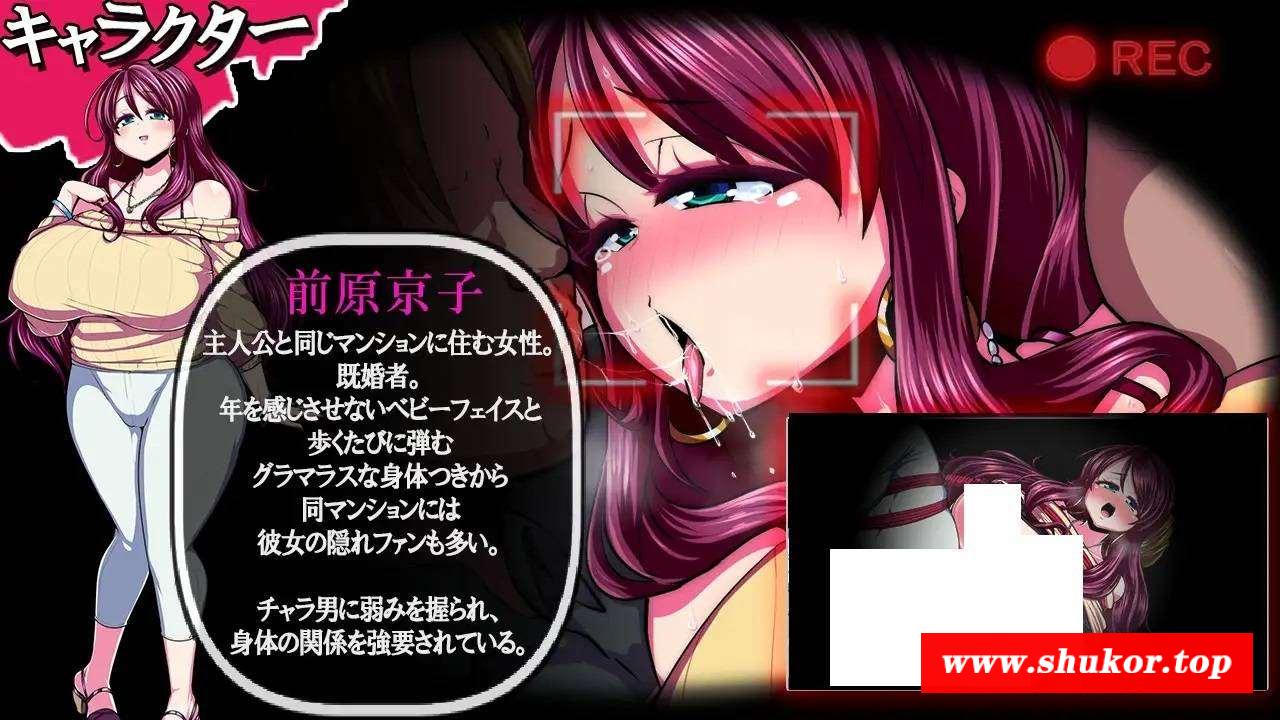 キャラクター
REC
前原京子
主人公と同じマンションに住む女性。
既婚者。
年を感じさせないベビーフェイスと
歩くたびに弾む
グラマラスな身体つきから
同マンションには
彼女の隠れファンも多い。
チャラ男に弱みを握られ、
身体の関係を強要されている。
www.shukor.top